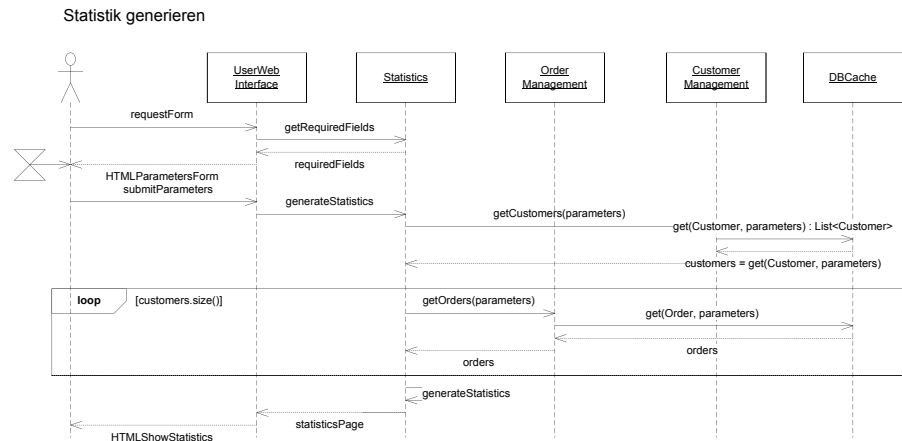 Statistik generieren
UserWeb
Interface
Statistics
Order
Management
Customer
Management
DBCache
requestForm
getRequiredFields
requiredFields
HTMLParametersForm
submitParameters
generateStatistics
getCustomers(parameters)
get(Customer, parameters) : List<Customer>
customers = get(Customer, parameters)
loop
[customers.size()]
getOrders(parameters)
get(Order, parameters)
orders
orders
generateStatistics
statisticsPage
HTMLShowStatistics